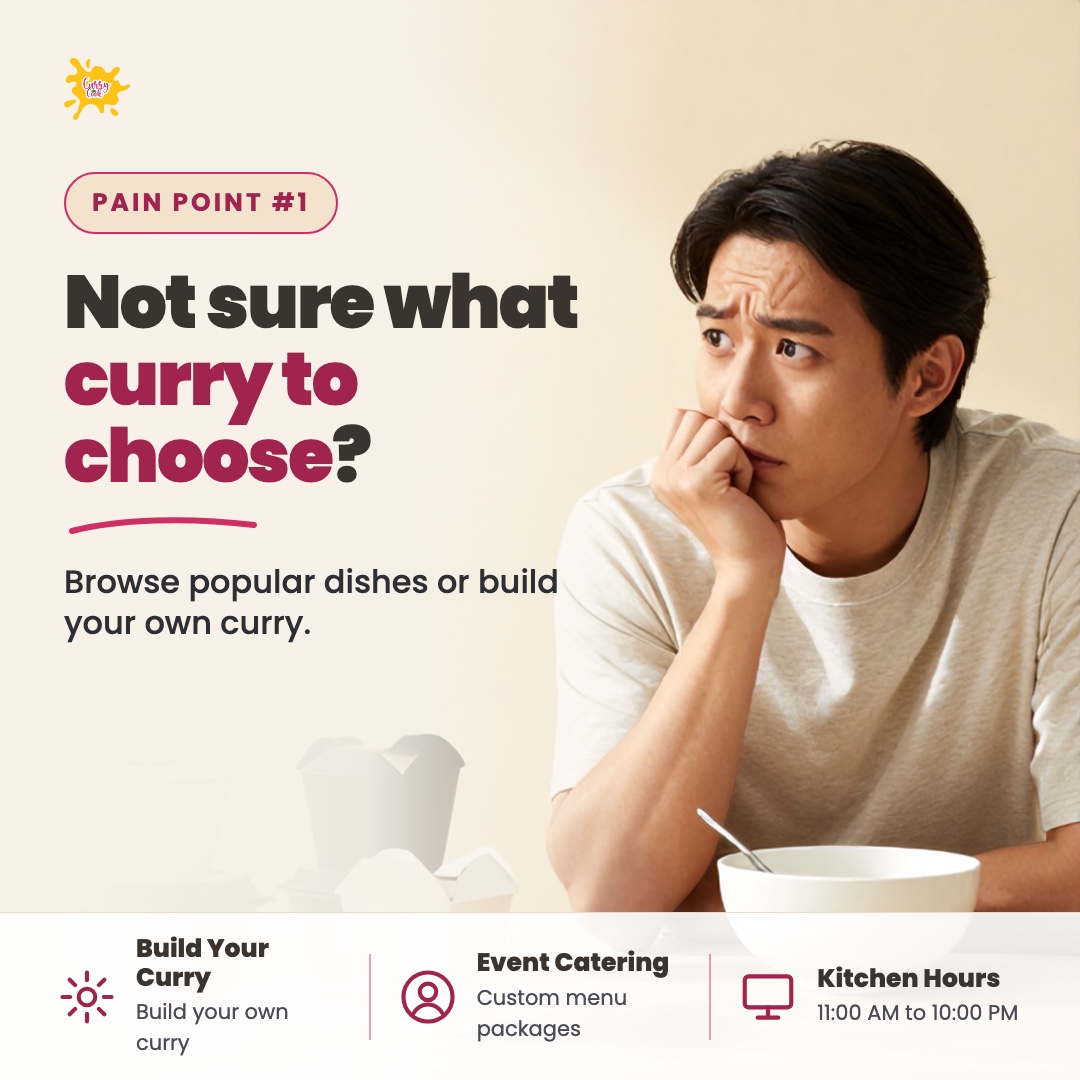 Curry
Cook
PAIN POINT #1
Not sure what
curry to
choose?
Browse popular dishes or build
your own curry.
Build Your
Curry
Build your own
curry
Event Catering
Custom menu
packages
Kitchen Hours
11:00 AM to 10:00 PM